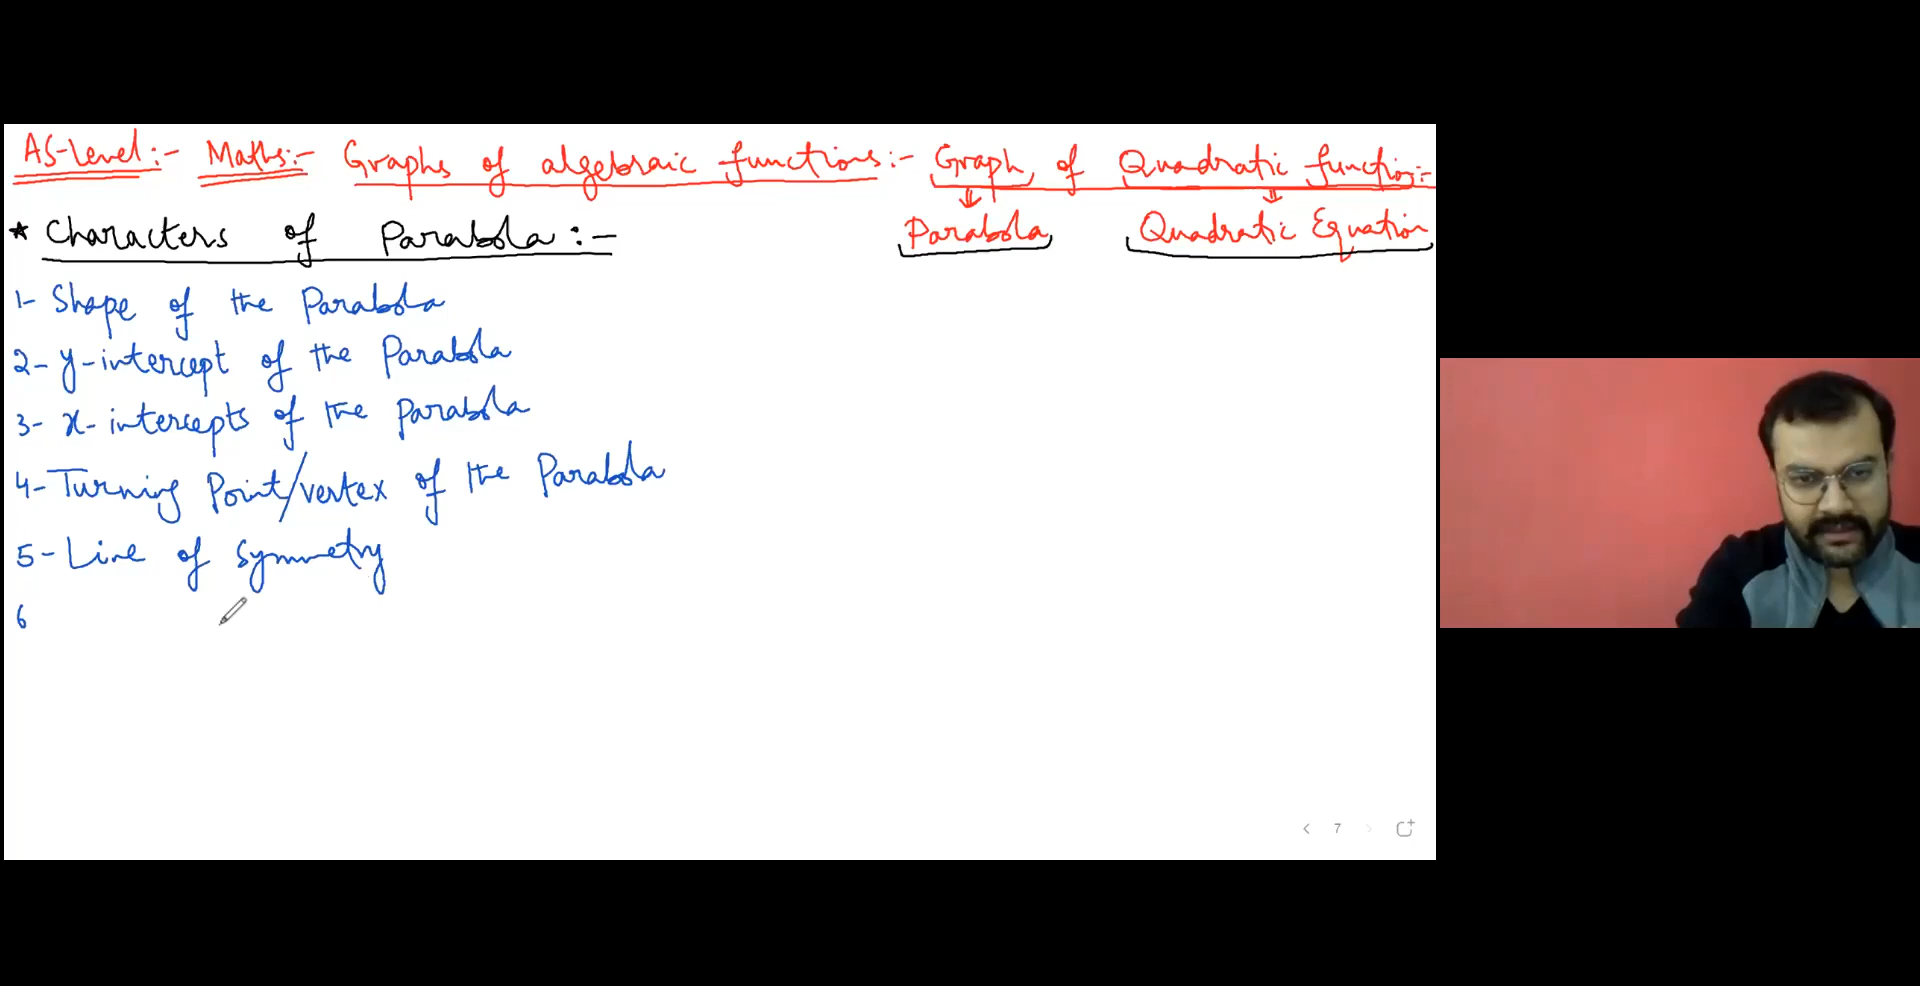 AS-Level:- Maths:- Graphs of algebraic functions:- Graph of Quadratic function:-
* Characters of Parabola:- Parabola Quadratic Equation
1- Shape of the Parabola
2- y-intercept of the Parabola
3- x-intercepts of the parabola
4- Turning Point/vertex of the Parabola
5- Line of symmetry
6
< 7 >